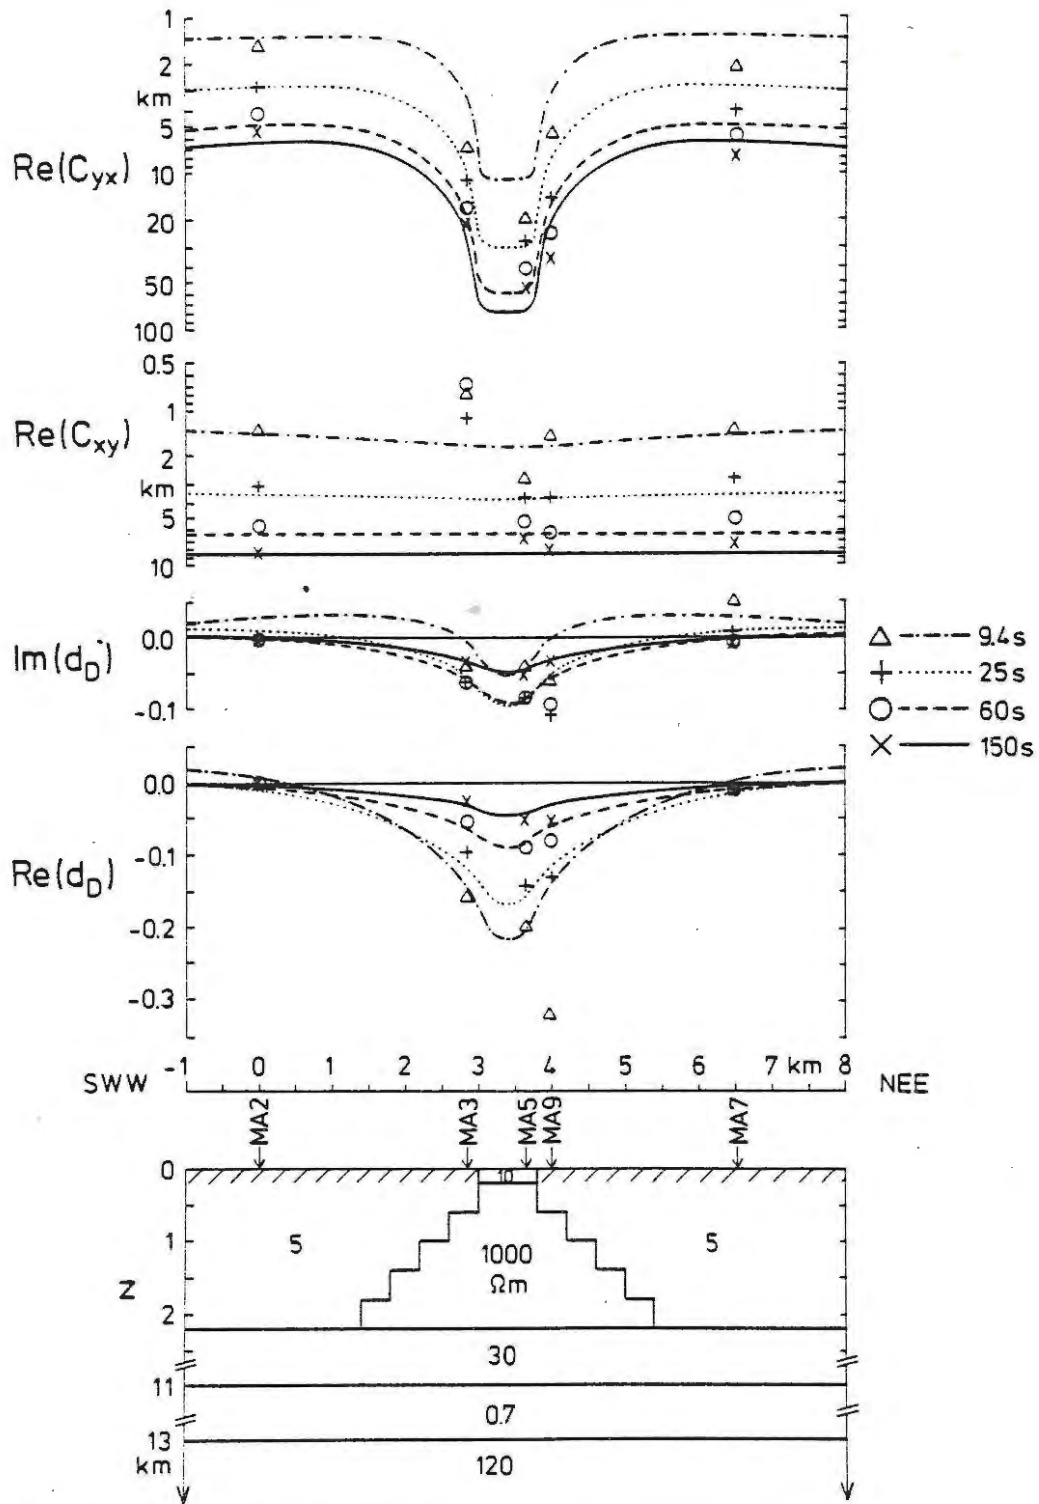 1
2
km
5
Re(Cyx)
10
20
50
100
0.5
1
Re(Cxy)
2
km
5
10
0.0
Im(dD)
-0.1
△ 9.4s
+ 25s
○ 60s
× 150s
0.0
-0.1
Re(dD)
-0.2
-0.3
SWW -1 0 1 2 3 4 5 6 7 km 8 NEE
MA2 MA3 MA5 MA9 MA7
0
10
1
5 1000 5
Ωm
Z
2
30
11
0.7
13
km
120